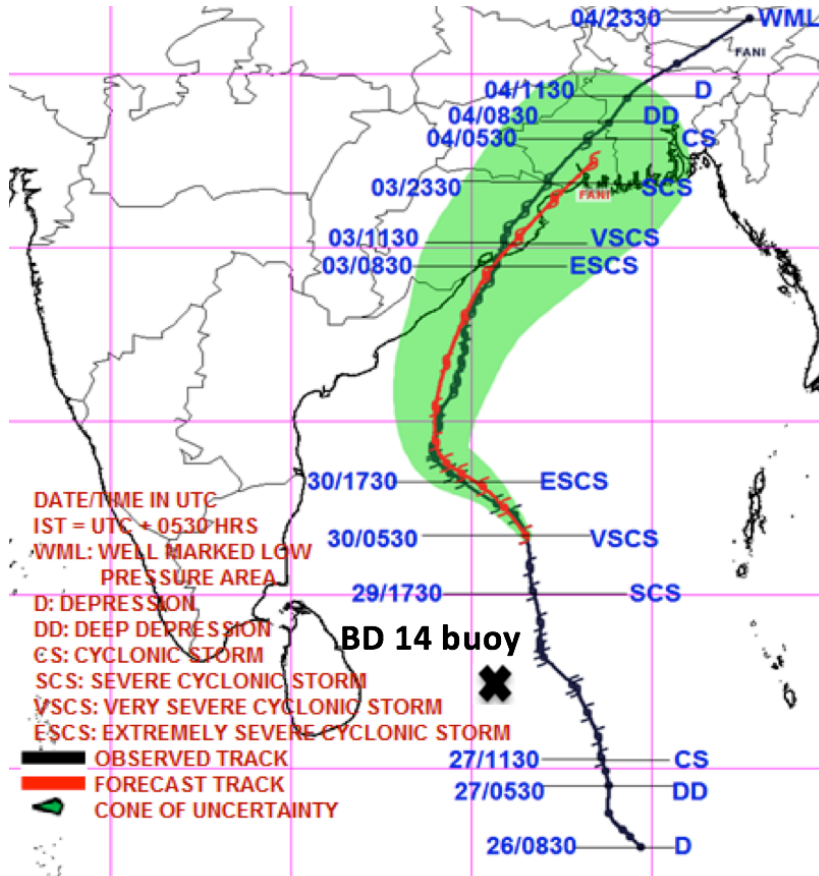 04/2330 WML
FANI
04/1130 D
04/0830 DD
04/0530 CS
03/2330 SCS
FANI
03/1130 VSCS
03/0830 ESCS
30/1730 ESCS
DATE/TIME IN UTC
IST = UTC + 0530 HRS
30/0530 VSCS
WML: WELL MARKED LOW
PRESSURE AREA
29/1730 SCS
D: DEPRESSION
DD: DEEP DEPRESSION
BD 14 buoy
CS: CYCLONIC STORM
SCS: SEVERE CYCLONIC STORM
VSCS: VERY SEVERE CYCLONIC STORM
ESCS: EXTREMELY SEVERE CYCLONIC STORM
OBSERVED TRACK
27/1130 CS
FORECAST TRACK
27/0530 DD
CONE OF UNCERTAINTY
26/0830 D